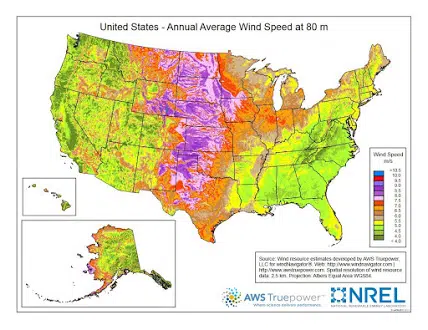 United States - Annual Average Wind Speed at 80 m
Wind Speed
m/s
>10.5
10.0
9.5
9.0
8.5
8.0
7.5
7.0
6.5
6.0
5.5
5.0
4.5
4.0
< 4.0
Source: Wind resource estimates developed by AWS Truepower,
LLC for windNavigator®. Web: http://www.windnavigator.com |
http://www.awstruepower.com. Spatial resolution of wind resource
data: 2.5 km. Projection: Albers Equal Area WGS84.
AWS Truepower
NREL
NATIONAL RENEWABLE ENERGY LABORATORY